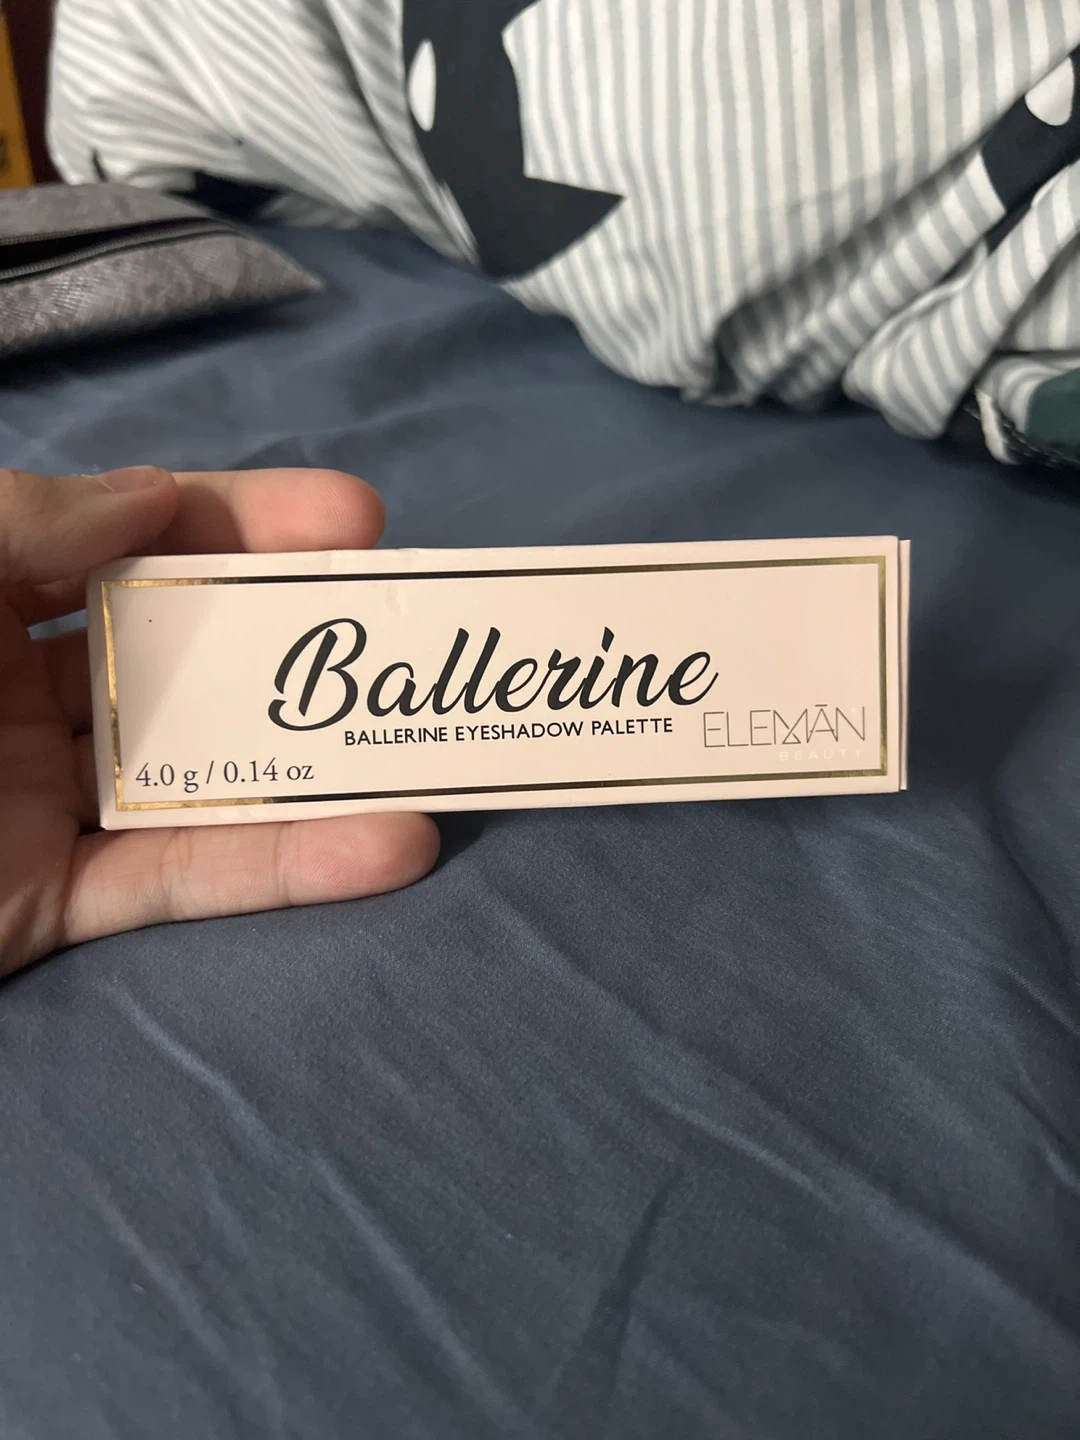 Ballerine
BALLERINE EYESHADOW PALETTE
ELEMĀN
BEAUTY
4.0 g / 0.14 oz